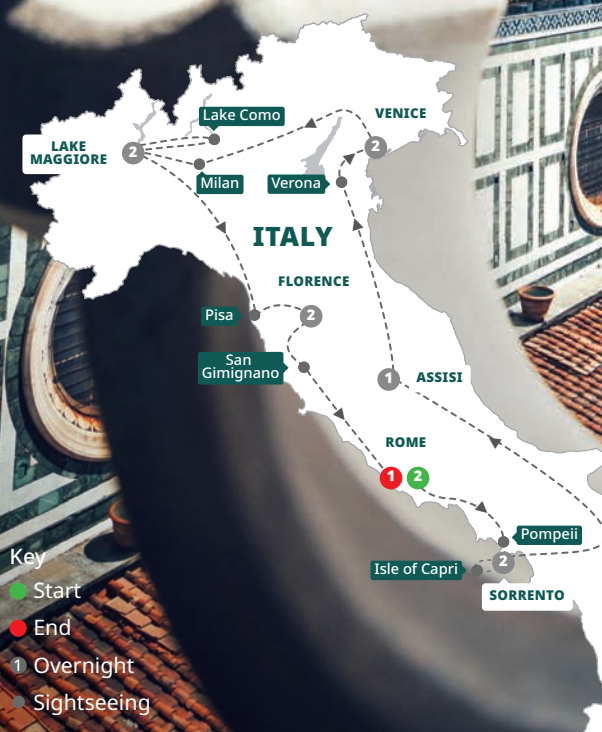 Lake Como
VENICE
LAKE
MAGGIORE
2
2
Milan
Verona
ITALY
FLORENCE
Pisa
2
San
Gimignano
1
ASSISI
ROME
1
2
Pompeii
2
Isle of Capri
SORRENTO
Key
Start
End
1 Overnight
Sightseeing